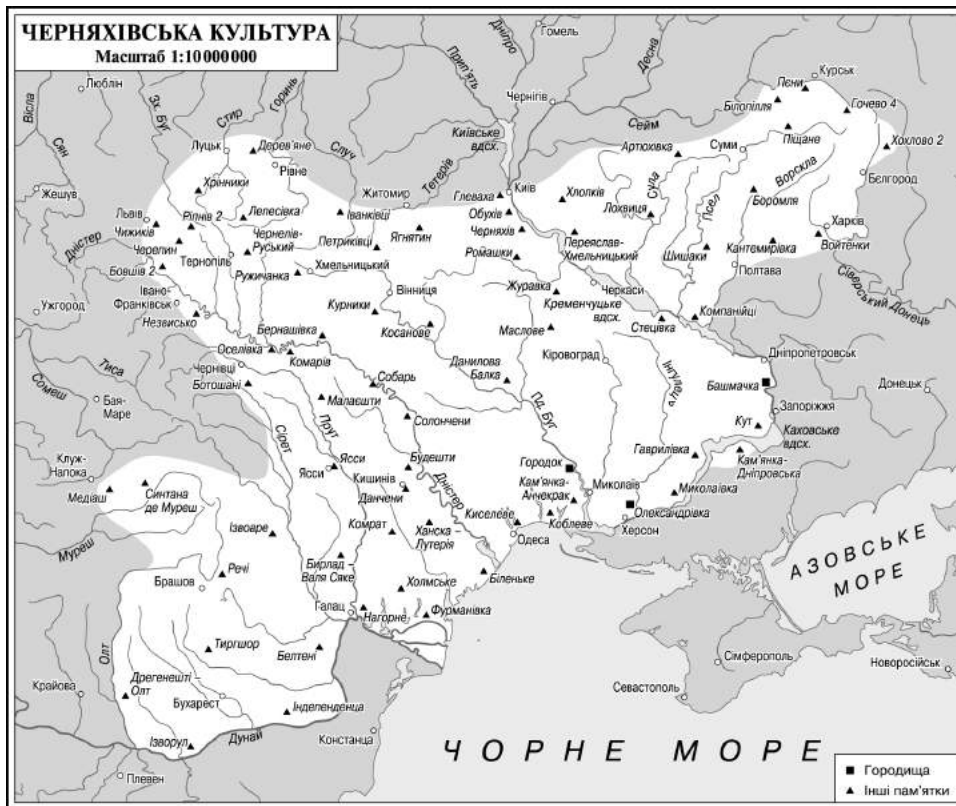 ЧЕРНЯХІВСЬКА КУЛЬТУРА
Масштаб 1:10 000 000
Гомель
Дніпро
Десна
Прип'ять
Люблін
Вісла
Зх. Буг
Стир
Горинь
Чернігів
Курськ
Пєни
Білопілля
Гочево 4
Сейм
Піщане
Хохлово 2
Сян
Луцьк
Дерев'яне
Случ
Київське
вдсх.
Артюхівка
Суми
Рівне
Тетерів
Ворскла
Бєлгород
Жешув
Хрінники
Житомир
Глеваха
Київ
Хлопків
Сула
Псел
Боромля
Львів
Ріпнів 2
Лепесівка
Іванківці
Обухів
Лохвиця
Чижиків
Чернелів-
Руський
Ягнятин
Черняхів
Харків
Дністер
Черепин
Петриківці
Переяслав-
Хмельницький
Шишаки
Кантемирівка
Войтенки
Тернопіль
Ромашки
Полтава
Бовшів 2
Ружичанка
Хмельницький
Сіверський Донець
Івано-
Франківськ
Вінниця
Журавка
Черкаси
Ужгород
Курники
Кременчуцьке
вдсх.
Компанійці
Незвисько
Косанове
Маслове
Стецівка
Бернашівка
Оселівка
Комарів
Кіровоград
Дніпропетровськ
Тиса
Чернівці
Данилова
Балка
Інгулець
Сомеш
Ботошані
Собарь
Башмачка
Донецьк
Бая-
Маре
Малаєшти
Запоріжжя
Солончени
Пд. Буг
Кут
Каховське
вдсх.
Сірет
Прут
Гаврилівка
Клуж-
Напока
Ясси
Ясси
Будешти
Городок
Кам'янка-
Дніпровська
Кишинів
Миколаїв
Медіаш
Синтана
де Муреш
Данчени
Дністер
Кам'янка-
Анчекрак
Миколаївка
Киселеве
Олександрівка
Ізвоаре
Комрат
Ханска -
Лутерія
Коблеве
Херсон
Муреш
Одеса
АЗОВСЬКЕ
МОРЕ
Речі
Бирлад -
Валя Сяке
Біленьке
Брашов
Холмське
Галац
Нагорне
Фурманівка
Олт
Тиргшор
Белтені
Сімферополь
Новоросійськ
Дрегенешті -
Олт
Крайова
Бухарест
Індепенденца
Севастополь
Констанца
Ізворул
Дунай
ЧОРНЕ МОРЕ
Плевен
Городища
Інші пам'ятки